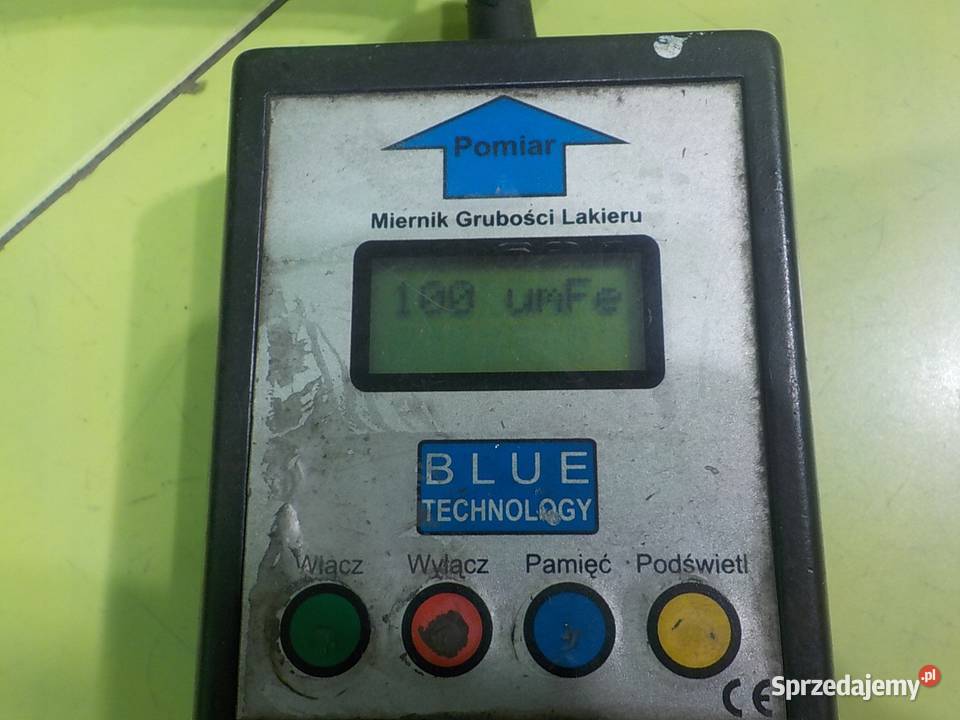 Pomiar
Miernik Grubości Lakieru
100 umFe
BLUE
TECHNOLOGY
Włącz Wyłącz Pamięć Podświetl
CE
Sprzedajemy.pl